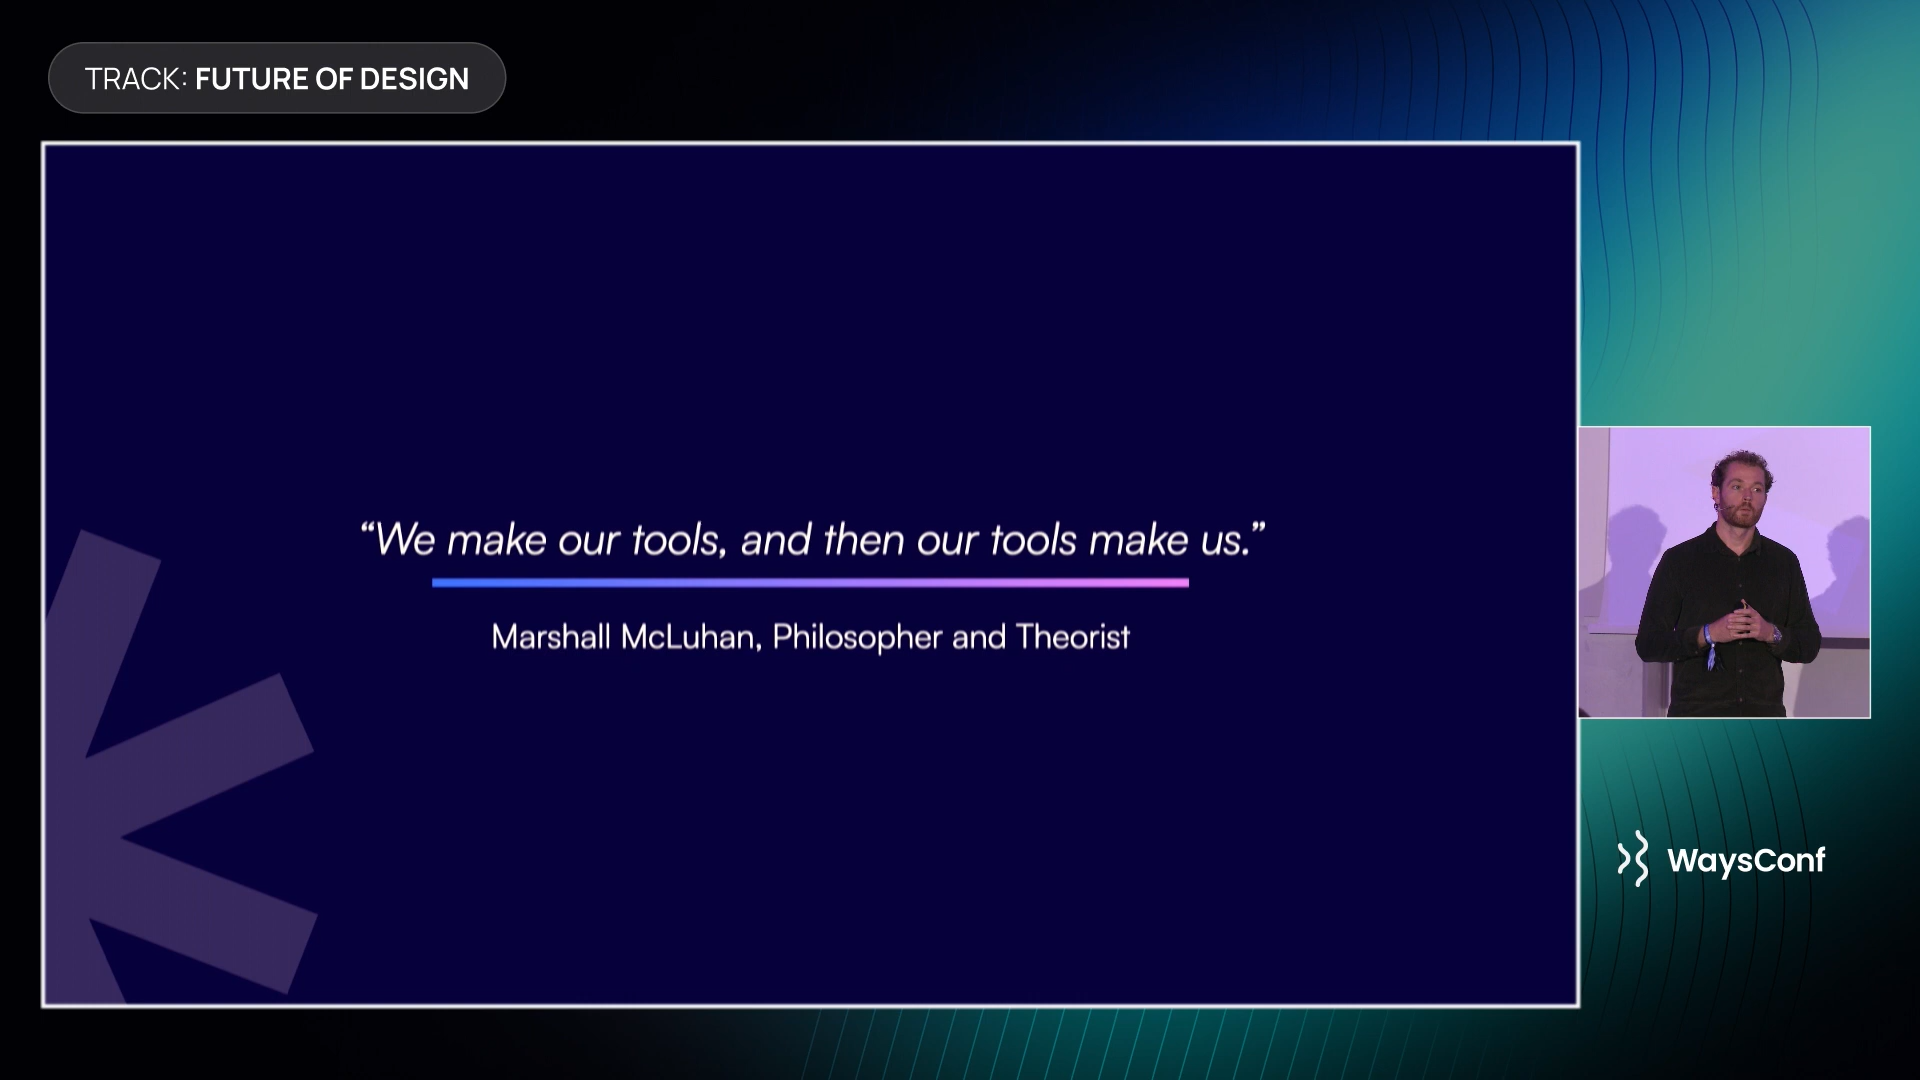 TRACK: FUTURE OF DESIGN
“We make our tools, and then our tools make us.”
Marshall McLuhan, Philosopher and Theorist
WaysConf